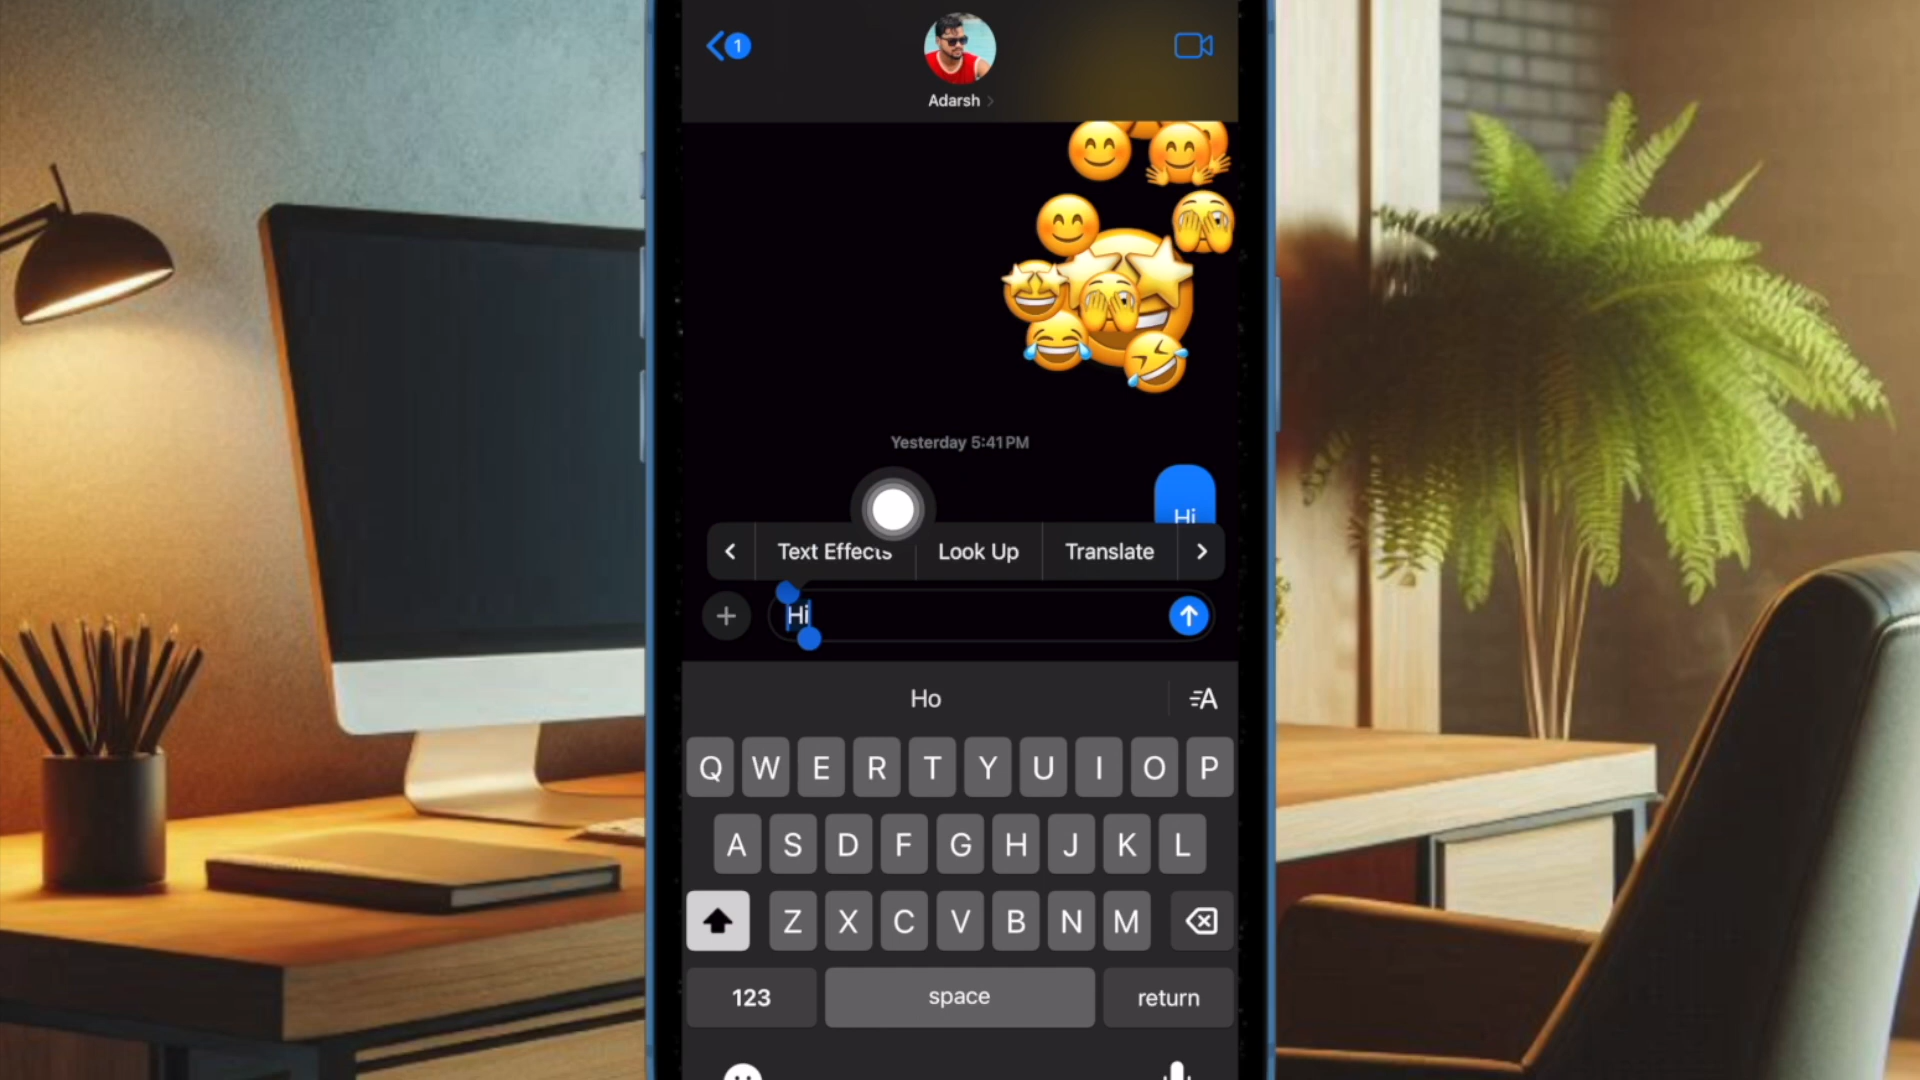 1
Adarsh >
Yesterday 5:41 PM
Hi
< Text Effects Look Up Translate >
+ Hi
Ho
A
Q W E R T Y U I O P
A S D F G H J K L
Z X C V B N M
123 space return